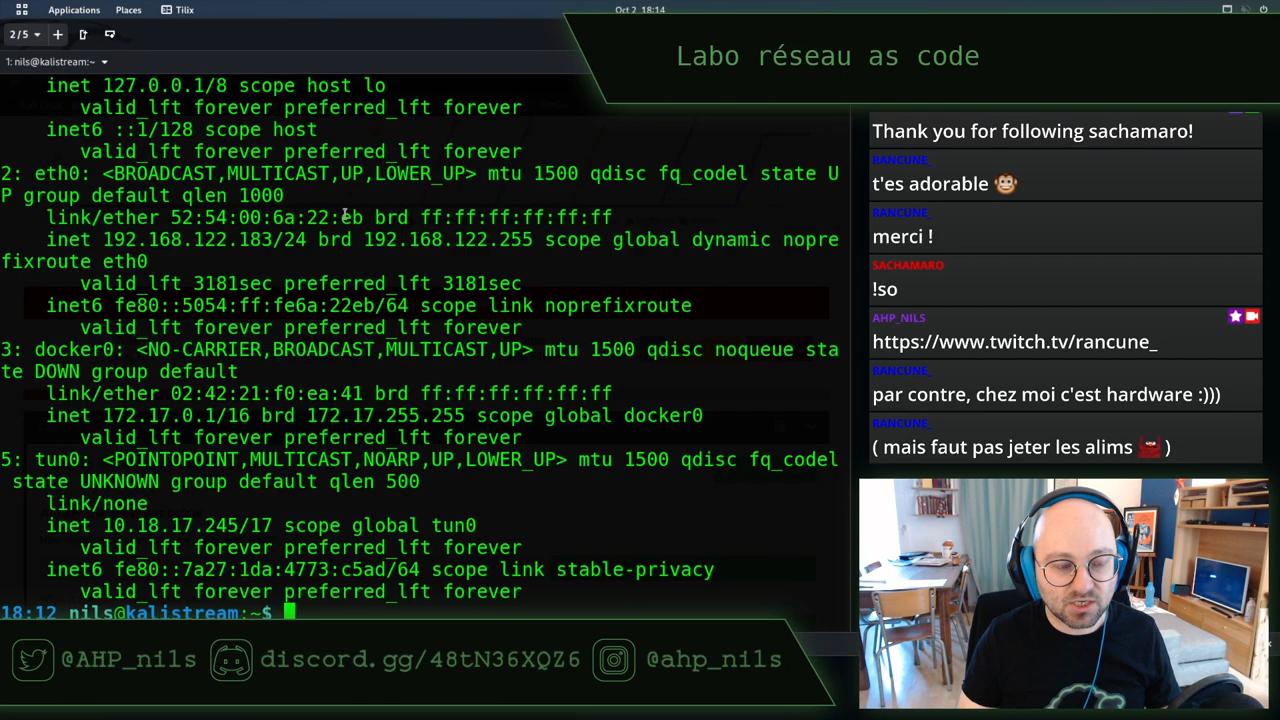 Applications Places Tilix
Oct 2 18:14
2/5
1: nils@kalistream:~
Labo réseau as code
inet 127.0.0.1/8 scope host lo
valid_lft forever preferred_lft forever
inet6 ::1/128 scope host
valid_lft forever preferred_lft forever
2: eth0: <BROADCAST,MULTICAST,UP,LOWER_UP> mtu 1500 qdisc fq_codel state U
P group default qlen 1000
link/ether 52:54:00:6a:22:eb brd ff:ff:ff:ff:ff:ff
inet 192.168.122.183/24 brd 192.168.122.255 scope global dynamic nopre
fixroute eth0
valid_lft 3181sec preferred_lft 3181sec
inet6 fe80::5054:ff:fe6a:22eb/64 scope link noprefixroute
valid_lft forever preferred_lft forever
3: docker0: <NO-CARRIER,BROADCAST,MULTICAST,UP> mtu 1500 qdisc noqueue sta
te DOWN group default
link/ether 02:42:21:f0:ea:41 brd ff:ff:ff:ff:ff:ff
inet 172.17.0.1/16 brd 172.17.255.255 scope global docker0
valid_lft forever preferred_lft forever
5: tun0: <POINTOPOINT,MULTICAST,NOARP,UP,LOWER_UP> mtu 1500 qdisc fq_codel
state UNKNOWN group default qlen 500
link/none
inet 10.18.17.245/17 scope global tun0
valid_lft forever preferred_lft forever
inet6 fe80::7a27:1da:4773:c5ad/64 scope link stable-privacy
valid_lft forever preferred_lft forever
18:12 nils@kalistream:~$
Thank you for following sachamaro!
RANCUNE_
t'es adorable
RANCUNE_
merci !
SACHAMARO
!so
AHP_NILS
https://www.twitch.tv/rancune_
RANCUNE_
par contre, chez moi c'est hardware :)))
RANCUNE_
( mais faut pas jeter les alims )
@AHP_nils discord.gg/48tN36XQZ6 @ahp_nils